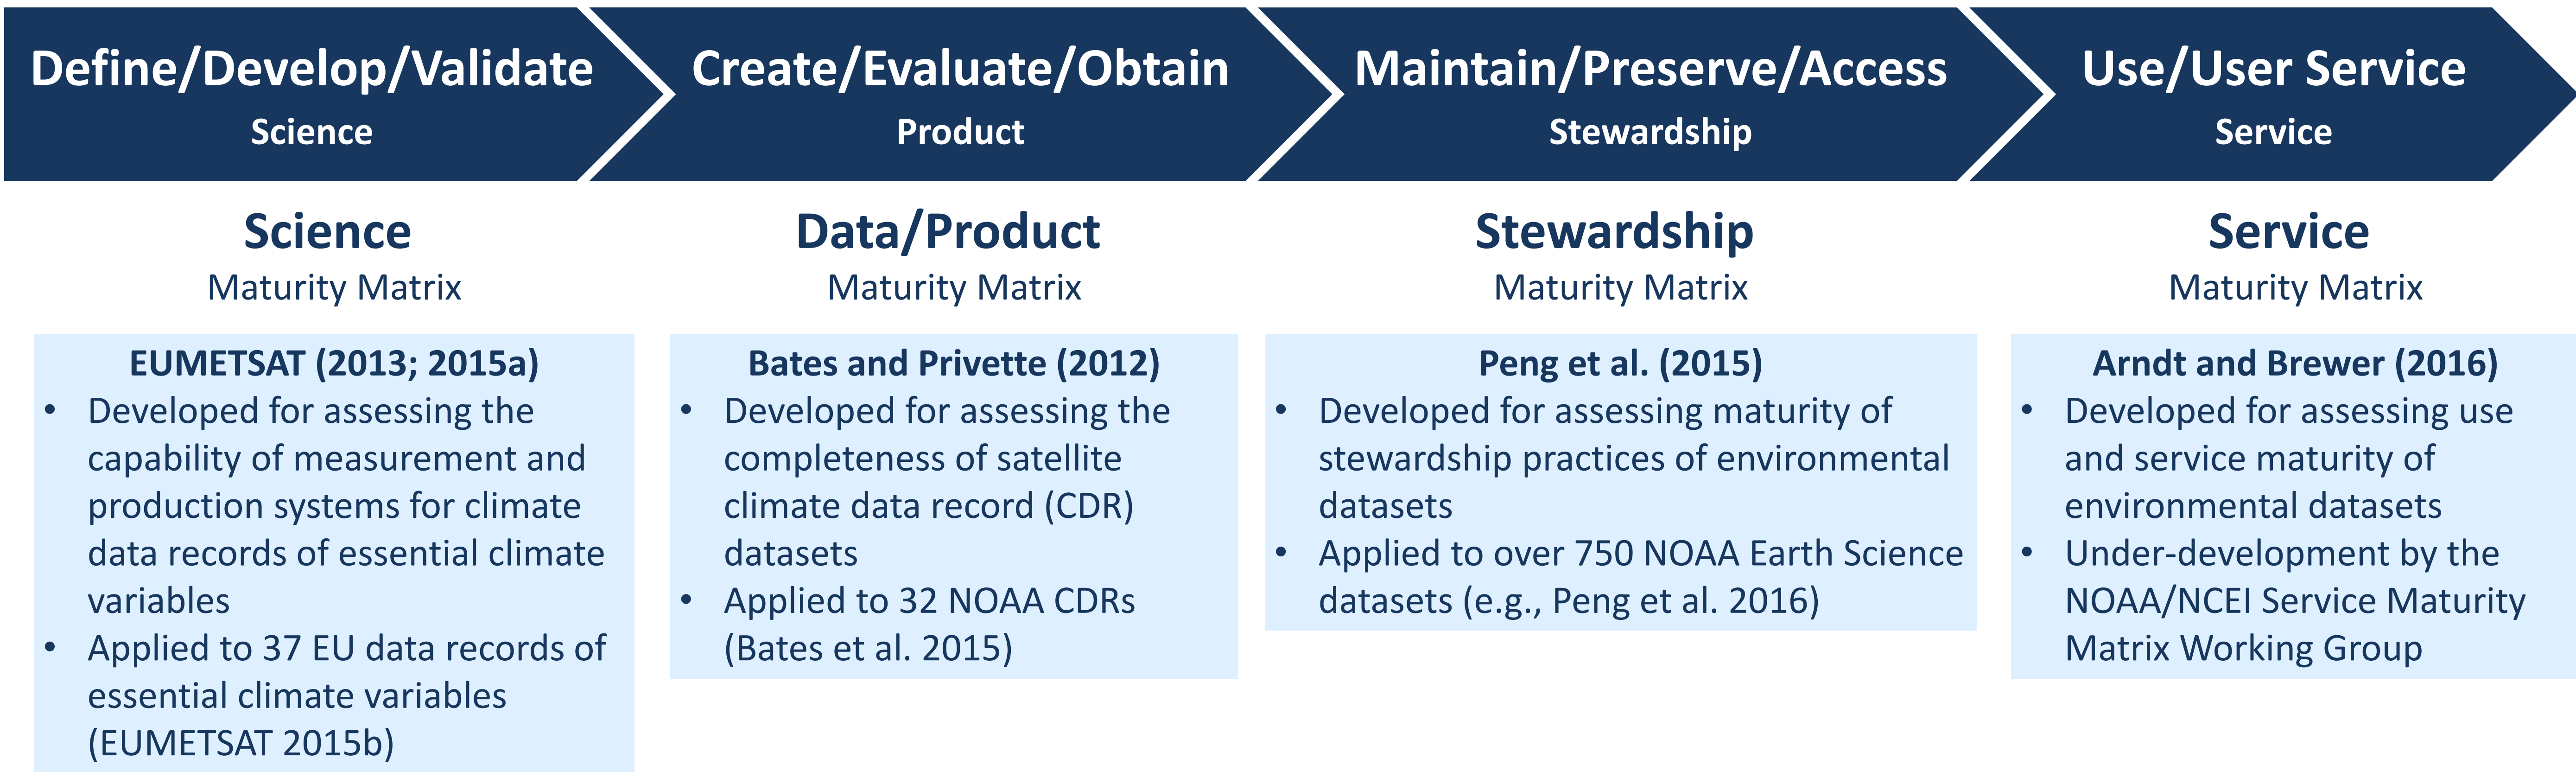 Define/Develop/Validate
Science
Create/Evaluate/Obtain
Product
Maintain/Preserve/Access
Stewardship
Use/User Service
Service
Science
Maturity Matrix
EUMETSAT (2013; 2015a)
• Developed for assessing the
capability of measurement and
production systems for climate
data records of essential climate
variables
• Applied to 37 EU data records of
essential climate variables
(EUMETSAT 2015b)
Data/Product
Maturity Matrix
Bates and Privette (2012)
• Developed for assessing the
completeness of satellite
climate data record (CDR)
datasets
• Applied to 32 NOAA CDRs
(Bates et al. 2015)
Stewardship
Maturity Matrix
Peng et al. (2015)
• Developed for assessing maturity of
stewardship practices of environmental
datasets
• Applied to over 750 NOAA Earth Science
datasets (e.g., Peng et al. 2016)
Service
Maturity Matrix
Arndt and Brewer (2016)
• Developed for assessing use
and service maturity of
environmental datasets
• Under-development by the
NOAA/NCEI Service Maturity
Matrix Working Group